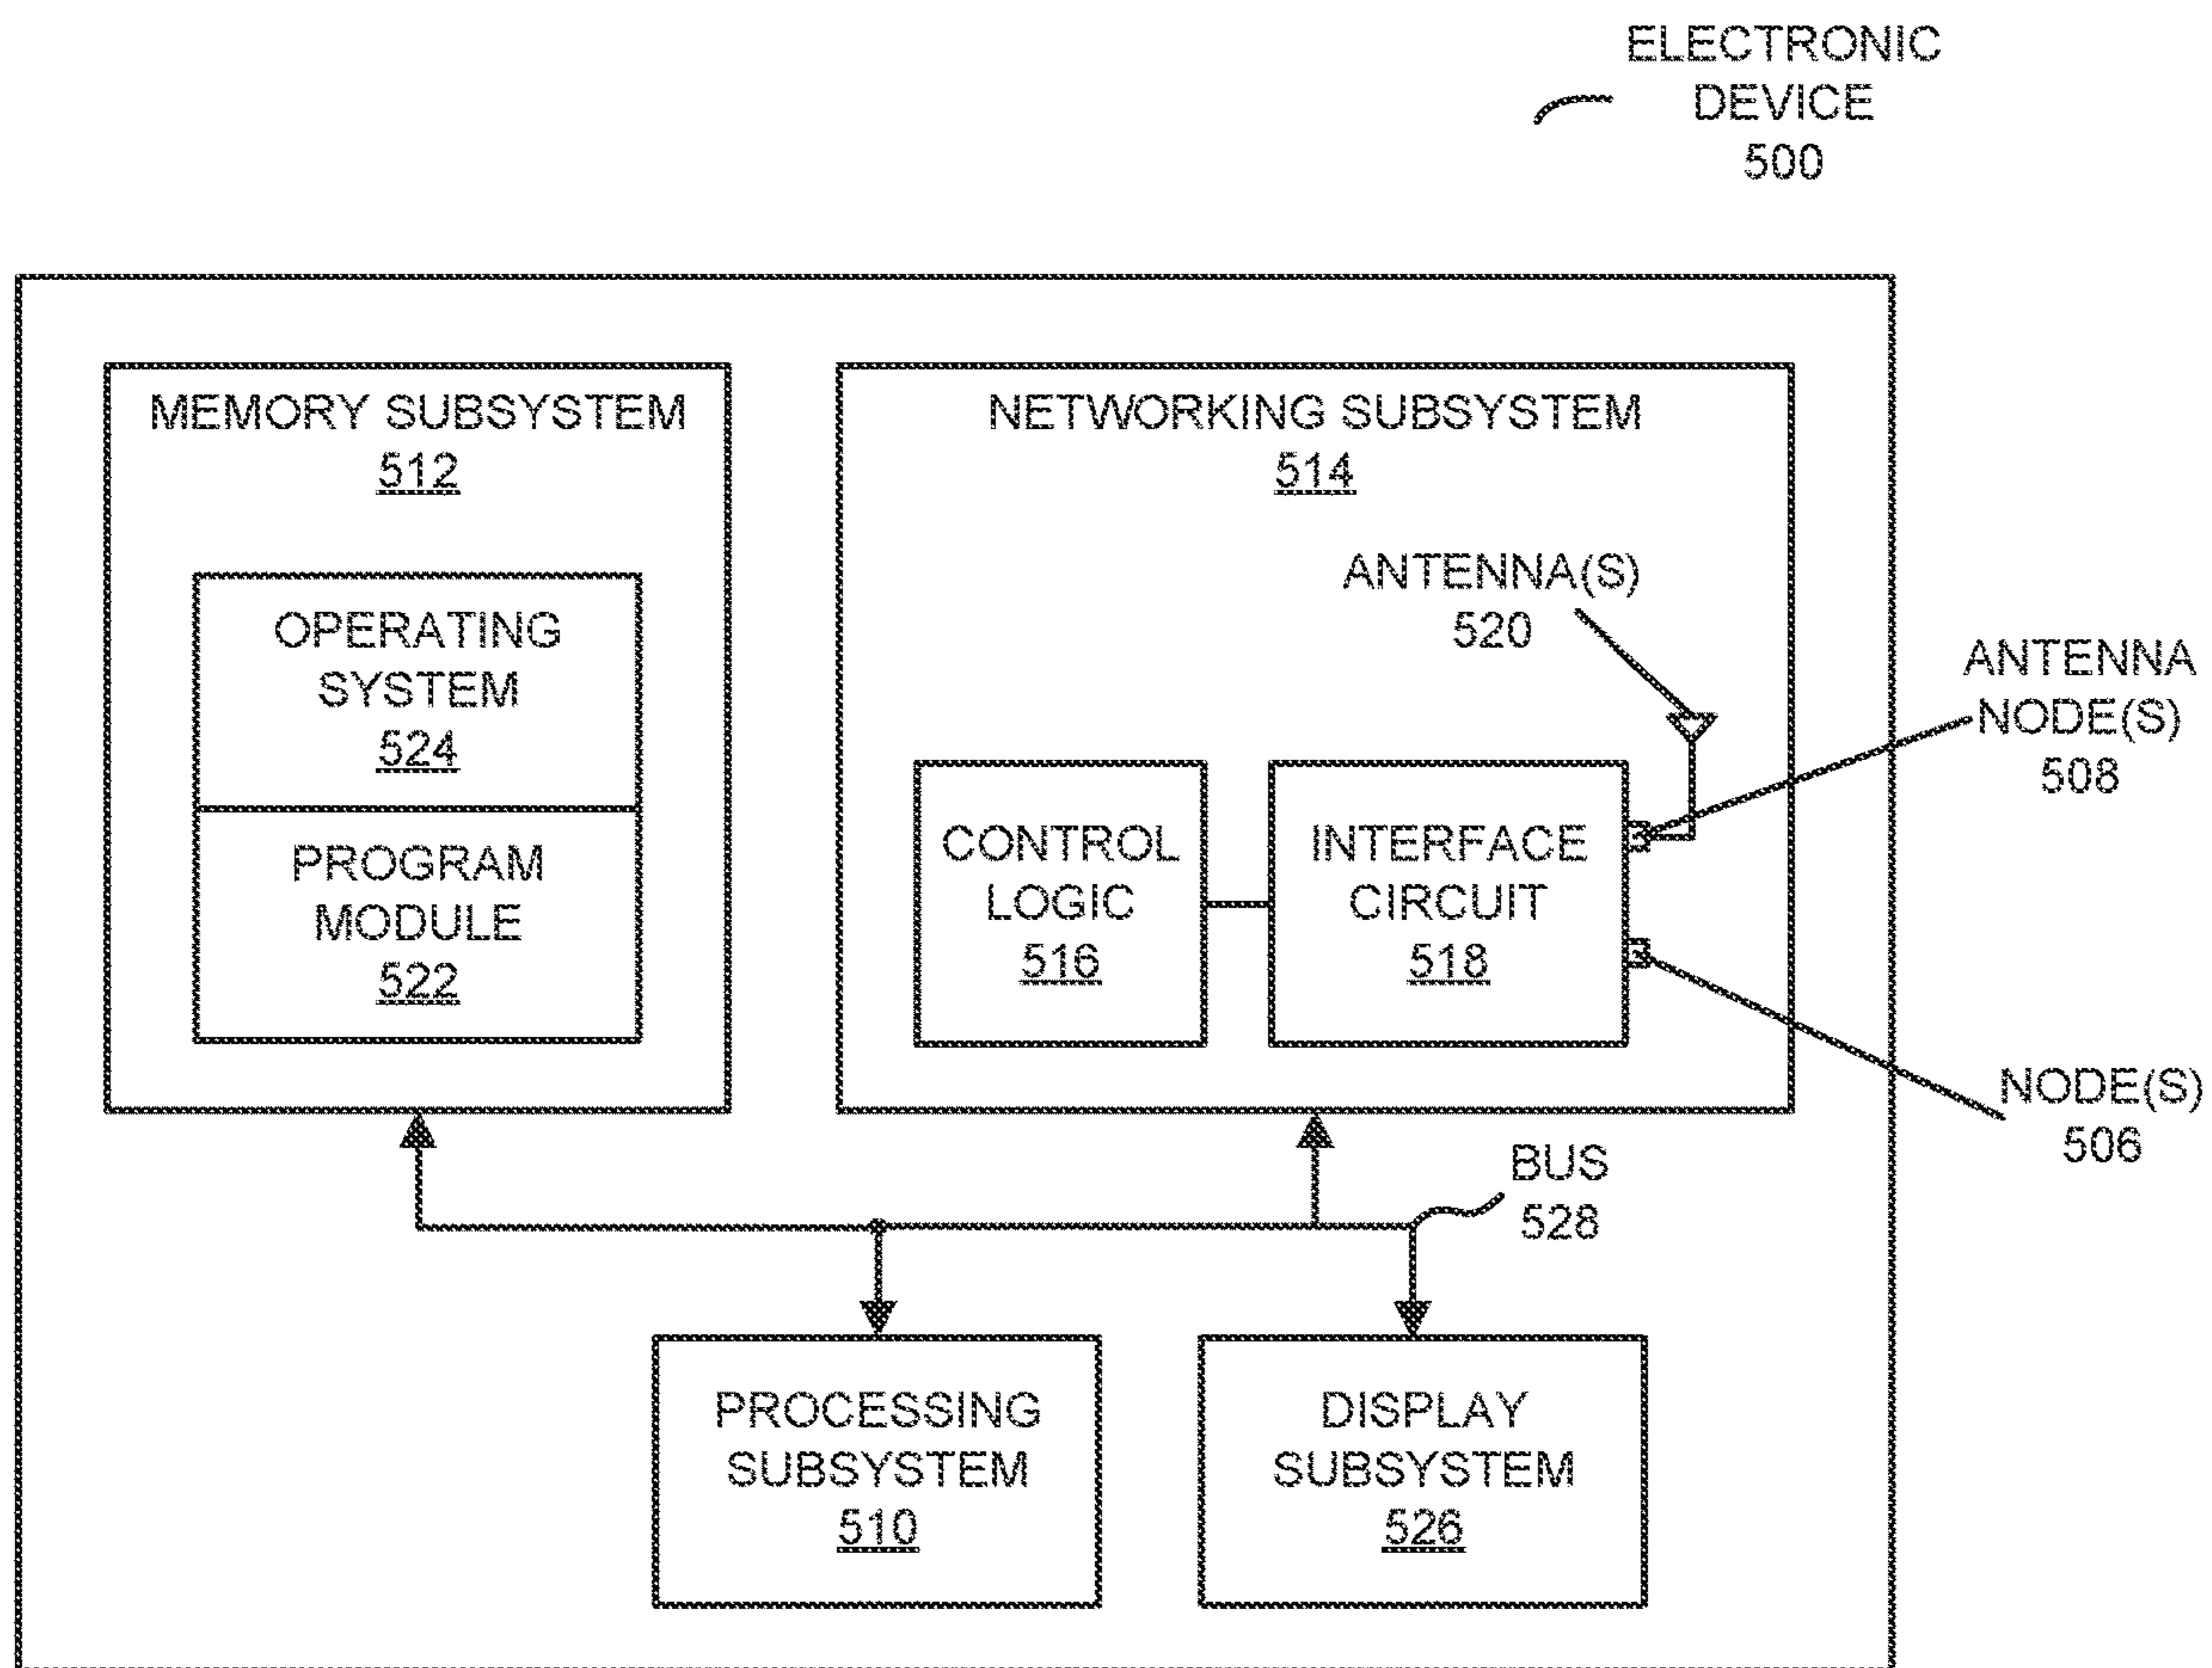 ELECTRONIC
DEVICE
500
MEMORY SUBSYSTEM
512
OPERATING
SYSTEM
524
PROGRAM
MODULE
522
NETWORKING SUBSYSTEM
514
ANTENNA(S)
520
CONTROL
LOGIC
516
INTERFACE
CIRCUIT
518
ANTENNA
NODE(S)
508
NODE(S)
506
BUS
528
PROCESSING
SUBSYSTEM
510
DISPLAY
SUBSYSTEM
526